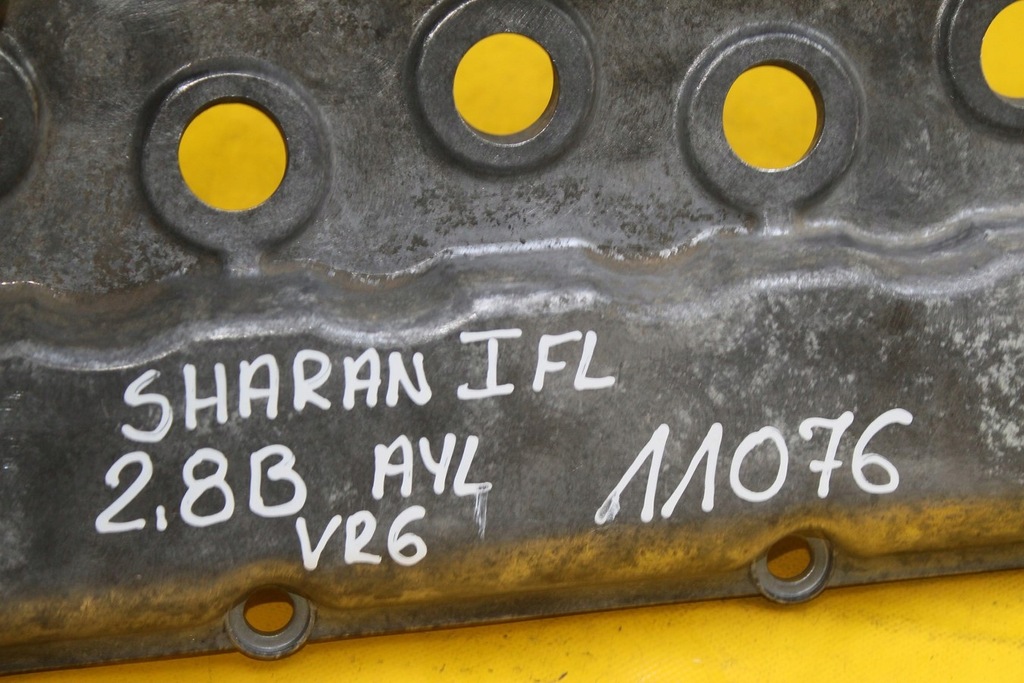 SHARAN I FL
2.8B AYL 11076
VR6